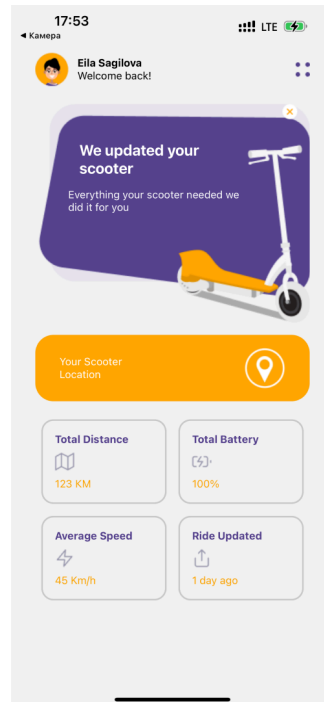 17:53
LTE
◀ Камера
Eila Sagilova
Welcome back!
We updated your
scooter
Everything your scooter needed we
did it for you
Your Scooter
Location
Total Distance
123 KM
Total Battery
100%
Average Speed
45 Km/h
Ride Updated
1 day ago